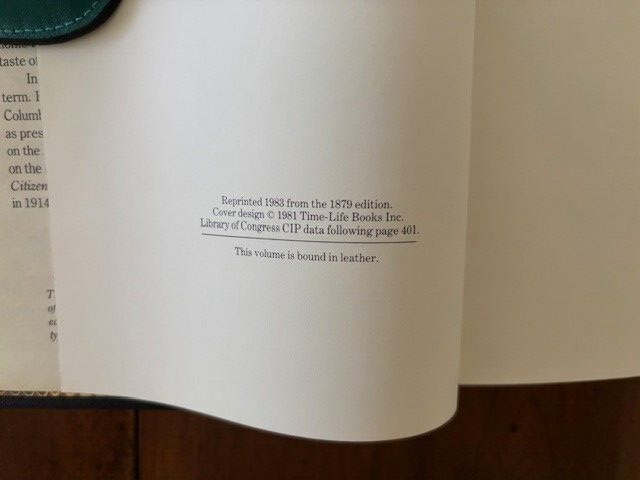 taste of
In
term.
Columb
as pres
on the
on the
Citizen
in 1914
Reprinted 1983 from the 1879 edition.
Cover design © 1981 Time-Life Books Inc.
Library of Congress CIP data following page 401.
This volume is bound in leather.